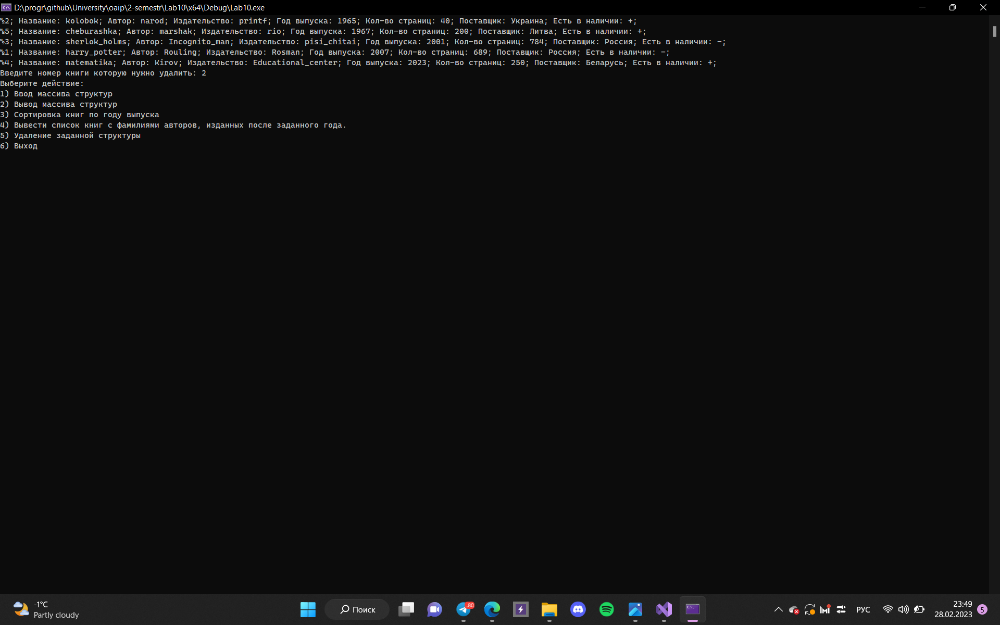 D:\progr\github\University\oaip\2-semestr\Lab10\x64\Debug\Lab10.exe
№2; Название: kolobok; Автор: narod; Издательство: printf; Год выпуска: 1965; Кол-во страниц: 40; Поставщик: Украина; Есть в наличии: +;
№5; Название: cheburashka; Автор: marshak; Издательство: rio; Год выпуска: 1967; Кол-во страниц: 200; Поставщик: Литва; Есть в наличии: +;
№3; Название: sherlok_holms; Автор: Incognito_man; Издательство: pisi_chitai; Год выпуска: 2001; Кол-во страниц: 784; Поставщик: Россия; Есть в наличии: -;
№1; Название: harry_potter; Автор: Rouling; Издательство: Rosman; Год выпуска: 2007; Кол-во страниц: 689; Поставщик: Россия; Есть в наличии: -;
№4; Название: matematika; Автор: Kirov; Издательство: Educational_center; Год выпуска: 2023; Кол-во страниц: 250; Поставщик: Беларусь; Есть в наличии: +;
Введите номер книги которую нужно удалить: 2
Выберите действие:
1) Ввод массива структур
2) Вывод массива структур
3) Сортировка книг по году выпуска
4) Вывести список книг с фамилиями авторов, изданных после заданного года.
5) Удаление заданной структуры
6) Выход
-1°C
Partly cloudy
Поиск
80
РУС
23:49
28.02.2023
5